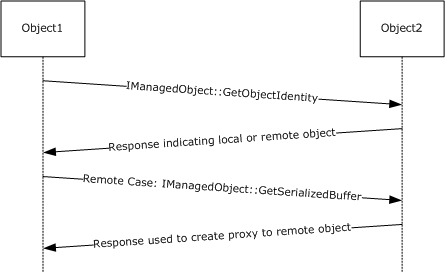 Object1
Object2
IManagedObject::GetObjectIdentity
Response indicating local or remote object
Remote Case: IManagedObject::GetSerializedBuffer
Response used to create proxy to remote object